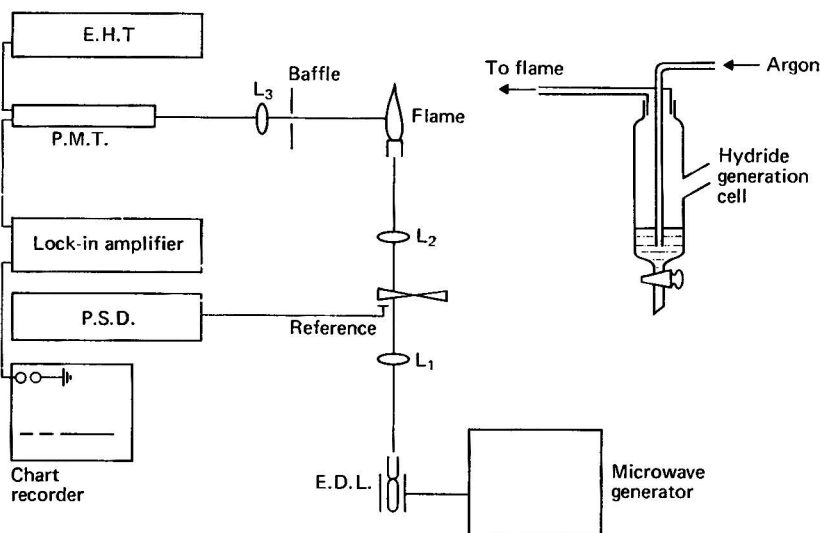 E.H.T
P.M.T.
L3
Baffle
Flame
To flame
Argon
Hydride
generation
cell
L2
Lock-in amplifier
P.S.D.
Reference
L1
Chart
recorder
E.D.L.
Microwave
generator